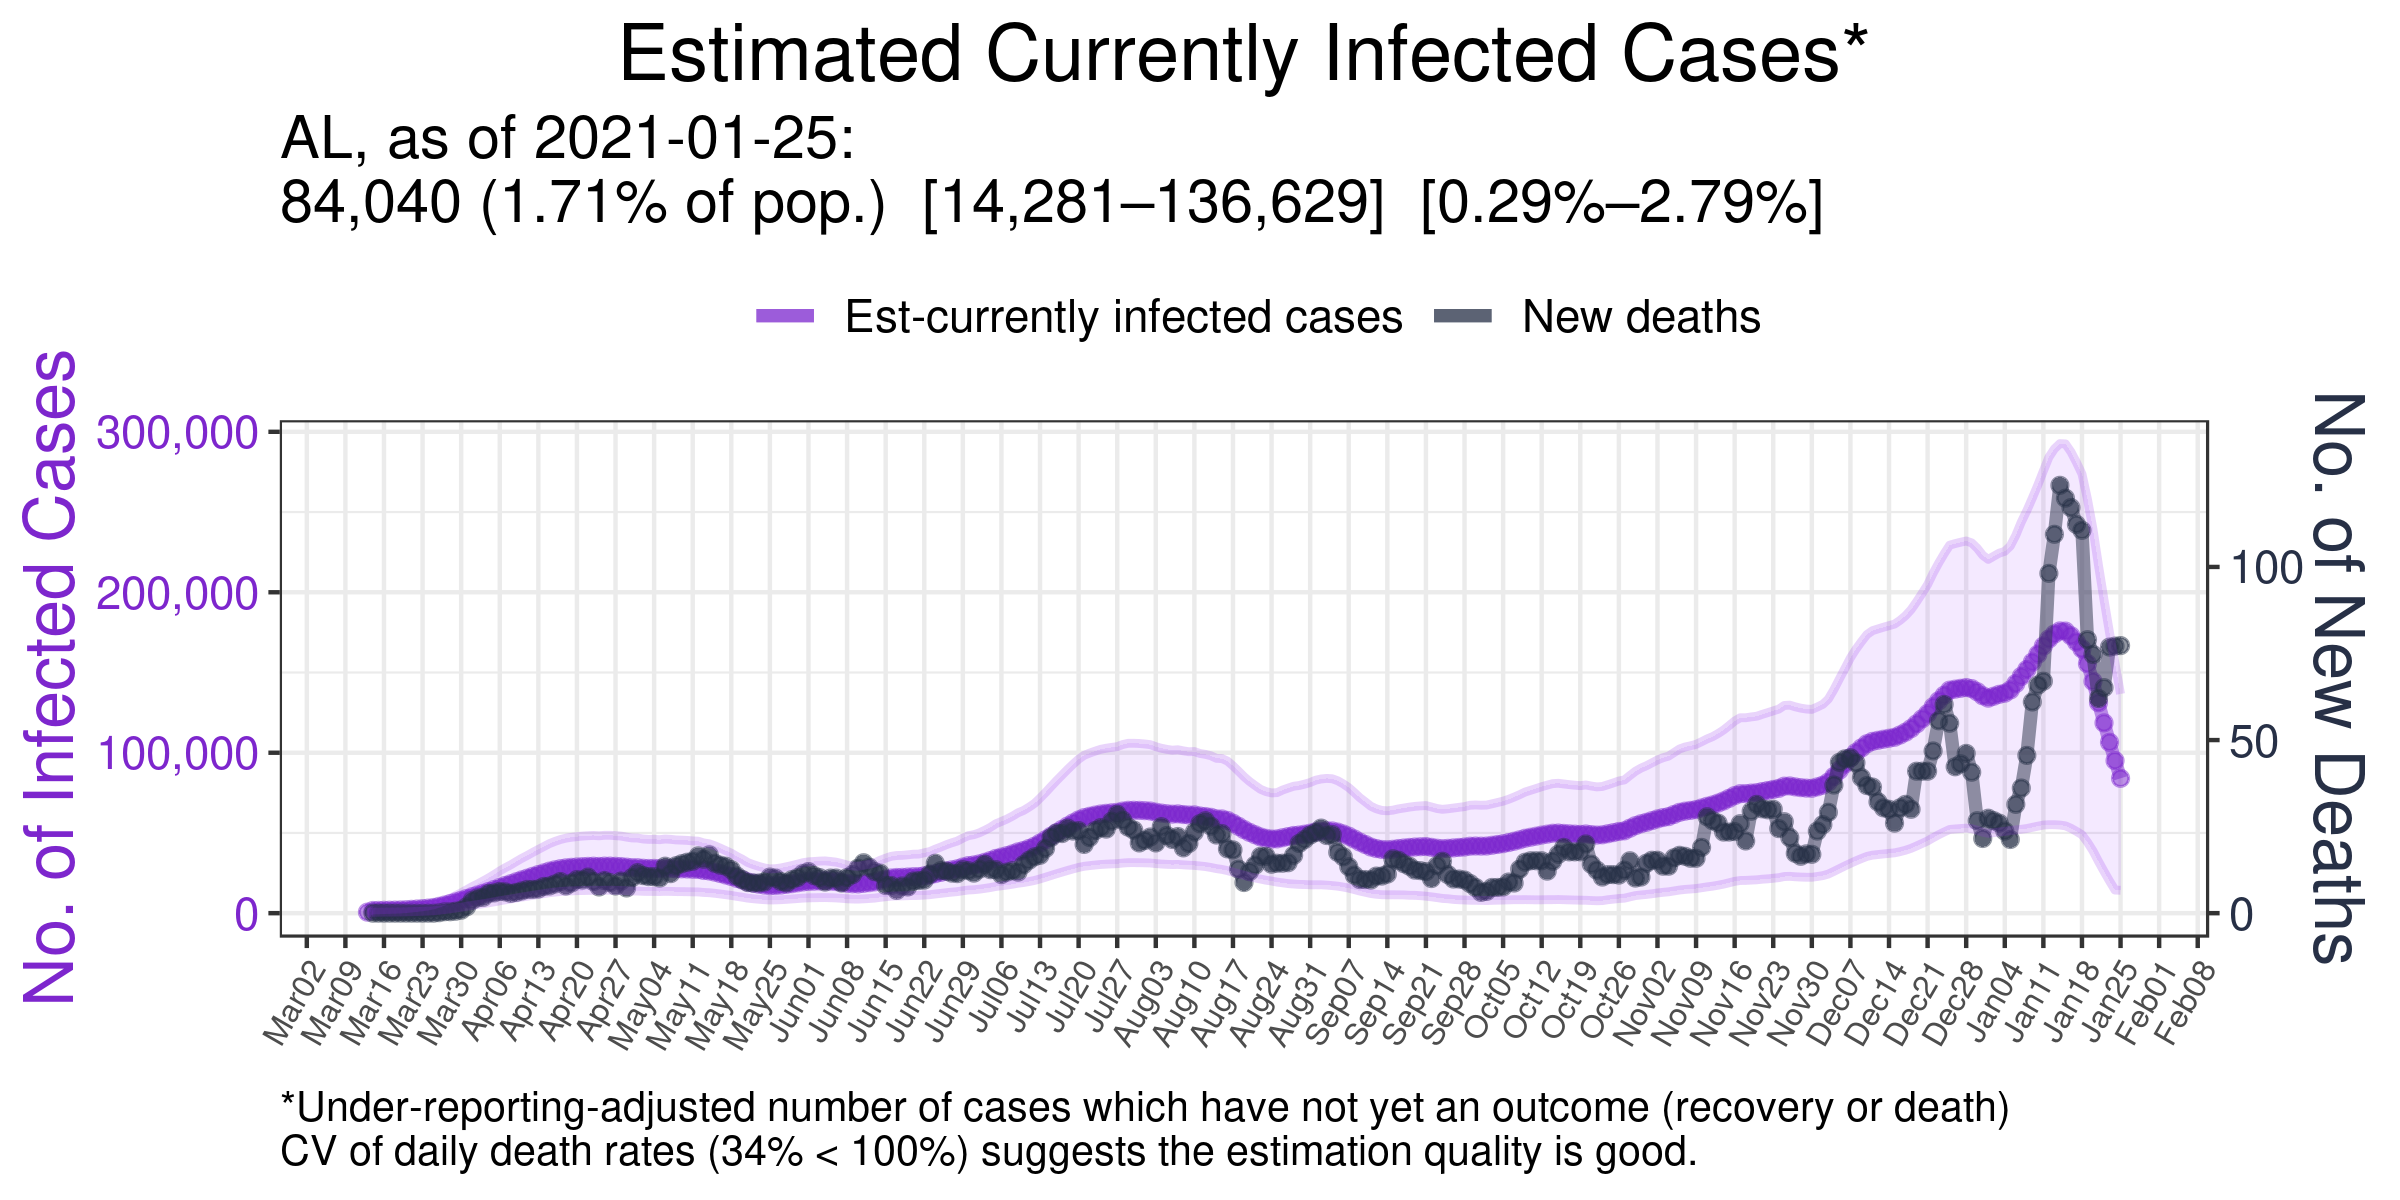 Estimated Currently Infected Cases*
AL, as of 2021-01-25:
84,040 (1.71% of pop.)  [14,281–136,629]  [0.29%–2.79%]
Est-currently infected cases
New deaths
No. of Infected Cases
300,000
200,000
100,000
0
No. of New Deaths
100
50
0
Mar02
Mar09
Mar16
Mar23
Mar30
Apr06
Apr13
Apr20
Apr27
May04
May11
May18
May25
Jun01
Jun08
Jun15
Jun22
Jun29
Jul06
Jul13
Jul20
Jul27
Aug03
Aug10
Aug17
Aug24
Aug31
Sep07
Sep14
Sep21
Sep28
Oct05
Oct12
Oct19
Oct26
Nov02
Nov09
Nov16
Nov23
Nov30
Dec07
Dec14
Dec21
Dec28
Jan04
Jan11
Jan18
Jan25
Feb01
Feb08
*Under-reporting-adjusted number of cases which have not yet an outcome (recovery or death)
CV of daily death rates (34% < 100%) suggests the estimation quality is good.